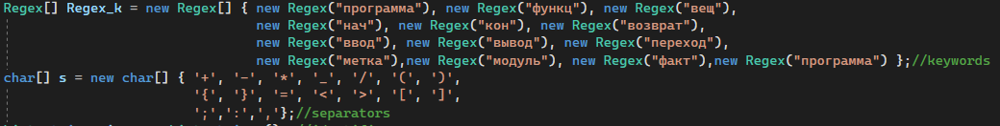 Regex[] Regex_k = new Regex[] { new Regex("программа"), new Regex("функц"), new Regex("вещ"),
new Regex("нач"), new Regex("кон"), new Regex("возврат"),
new Regex("ввод"), new Regex("вывод"), new Regex("переход"),
new Regex("метка"),new Regex("модуль"), new Regex("факт"),new Regex("программа") };//keywords
char[] s = new char[] { '+', '-', '*', '_', '/', '(', ')',
'{', '}', '=', '<', '>', '[', ']',
';',':',','};//separators